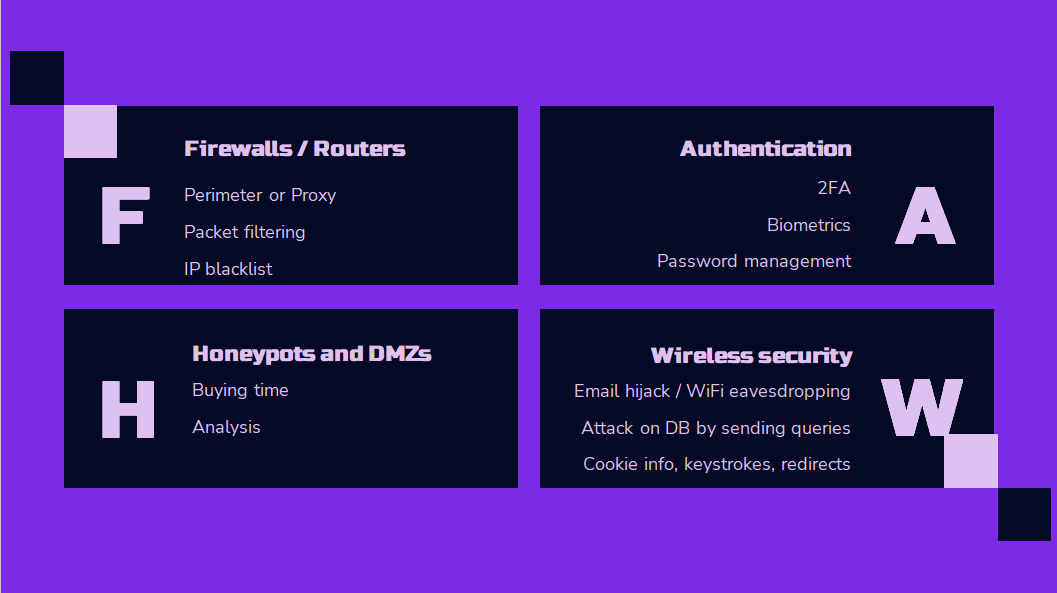 Firewalls / Routers
F
Perimeter or Proxy
Packet filtering
IP blacklist
Authentication
A
2FA
Biometrics
Password management
Honeypots and DMZs
H
Buying time
Analysis
Wireless security
W
Email hijack / WiFi eavesdropping
Attack on DB by sending queries
Cookie info, keystrokes, redirects